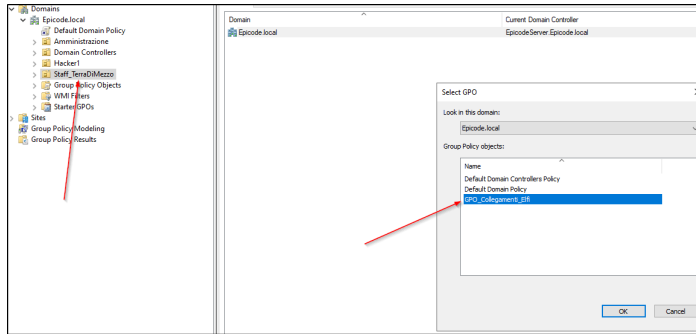 Domains
Epicode.local
Default Domain Policy
Amministrazione
Domain Controllers
Hacker1
Staff_TerraDiMezzo
Group Policy Objects
WMI Filters
Starter GPOs
Sites
Group Policy Modeling
Group Policy Results
Domain Current Domain Controller
Epicode.local EpicodeServer.Epicode.local
Select GPO
Look in this domain:
Epicode.local
Group Policy objects:
Name
Default Domain Controllers Policy
Default Domain Policy
GPO_Collegamenti_Elfi
OK Cancel